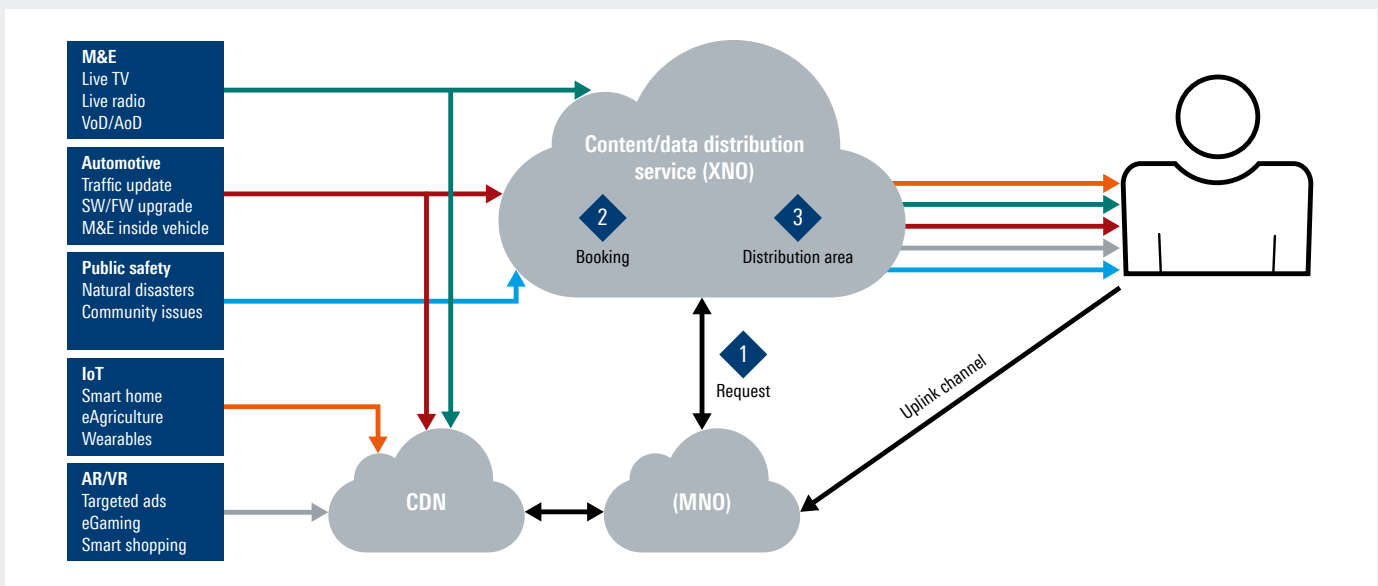 M&E
Live TV
Live radio
VoD/AoD
Automotive
Traffic update
SW/FW upgrade
M&E inside vehicle
Public safety
Natural disasters
Community issues
IoT
Smart home
eAgriculture
Wearables
AR/VR
Targeted ads
eGaming
Smart shopping
Content/data distribution
service (XNO)
2
Booking
3
Distribution area
1
Request
CDN
(MNO)
Uplink channel